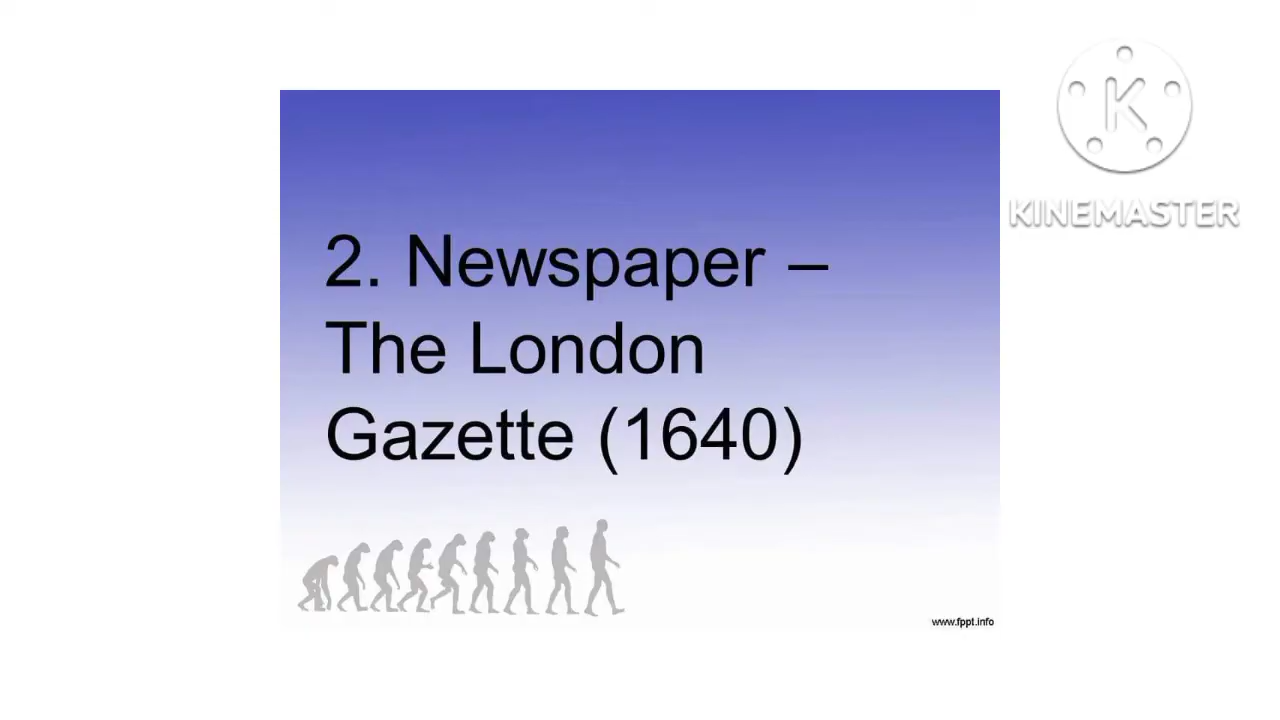 KINEMASTER
2. Newspaper –
The London
Gazette (1640)
www.fppt.info